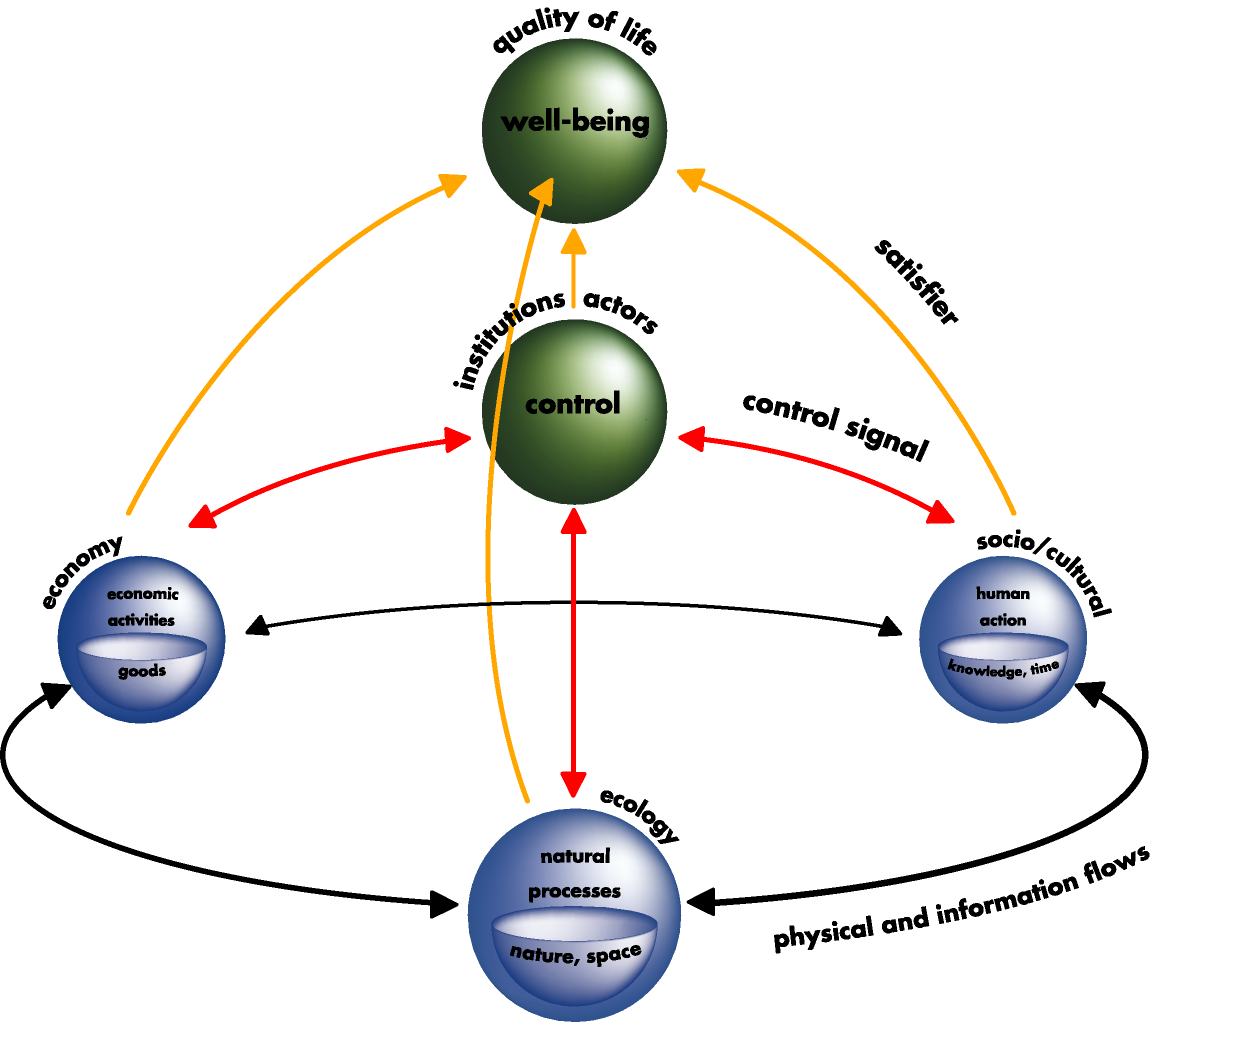 quality of life
well-being
satisfier
institutions actors
control
control signal
economy
economic
activities
goods
socio/cultural
human
action
knowledge, time
ecology
natural
processes
nature, space
physical and information flows